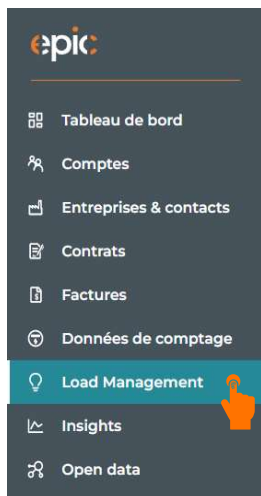 epic
Tableau de bord
Comptes
Entreprises & contacts
Contrats
Factures
Données de comptage
Load Management
Insights
Open data